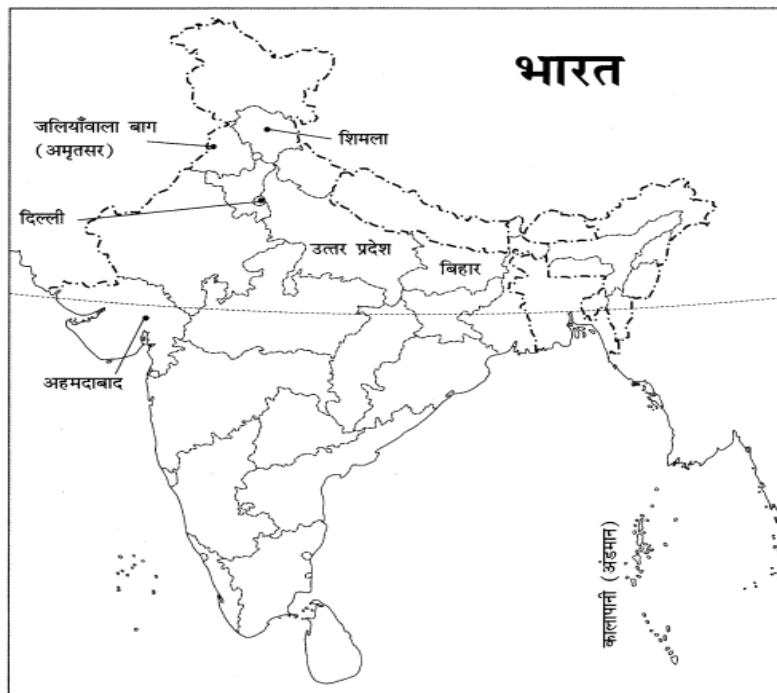 भारत
जलियाँवाला बाग
(अमृतसर)
शिमला
दिल्ली
उत्तर प्रदेश
बिहार
अहमदाबाद
कालापानी (अंडमान)